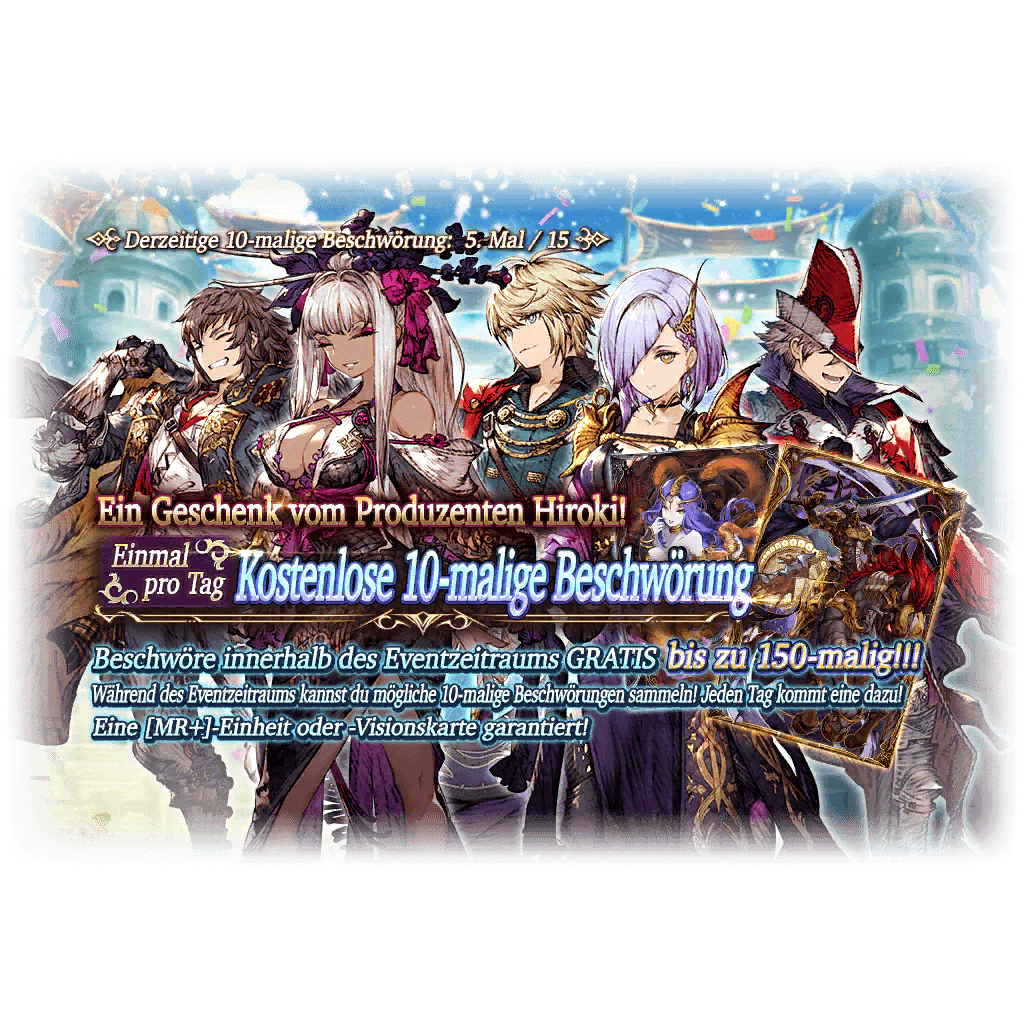 Derzeitige 10-malige Beschwörung: 5. Mal / 15
Ein Geschenk vom Produzenten Hiroki!
Einmal
pro Tag
Kostenlose 10-malige Beschwörung
Beschwöre innerhalb des Eventzeitraums GRATIS bis zu 150-malig!!!
Während des Eventzeitraums kannst du mögliche 10-malige Beschwörungen sammeln! Jeden Tag kommt eine dazu!
Eine [MR+]-Einheit oder -Visionskarte garantiert!